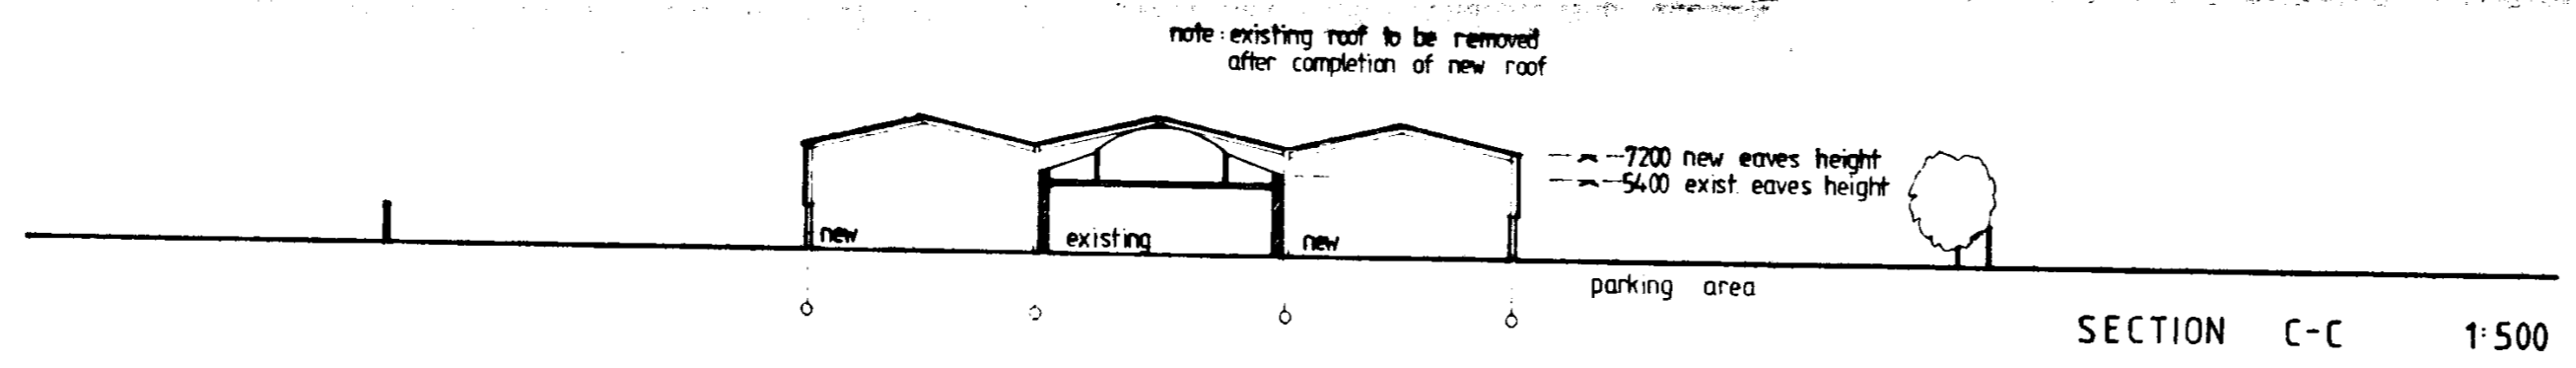 note: existing roof to be removed
after completion of new roof
7200 new eaves height
5400 exist. eaves height
new
existing
new
parking area
SECTION C-C 1:500